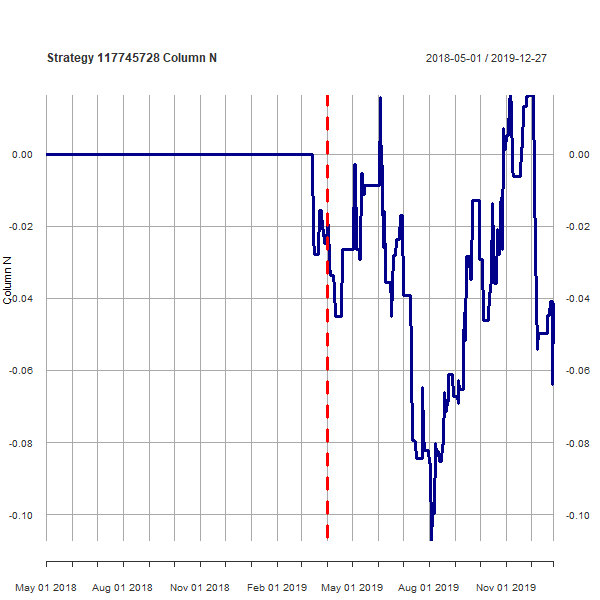 Strategy 117745728 Column N 2018-05-01 / 2019-12-27
0.00 0.00
-0.02 -0.02
-0.04 -0.04
-0.06 -0.06
-0.08 -0.08
-0.10 -0.10
Column N
May 01 2018 Aug 01 2018 Nov 01 2018 Feb 01 2019 May 01 2019 Aug 01 2019 Nov 01 2019